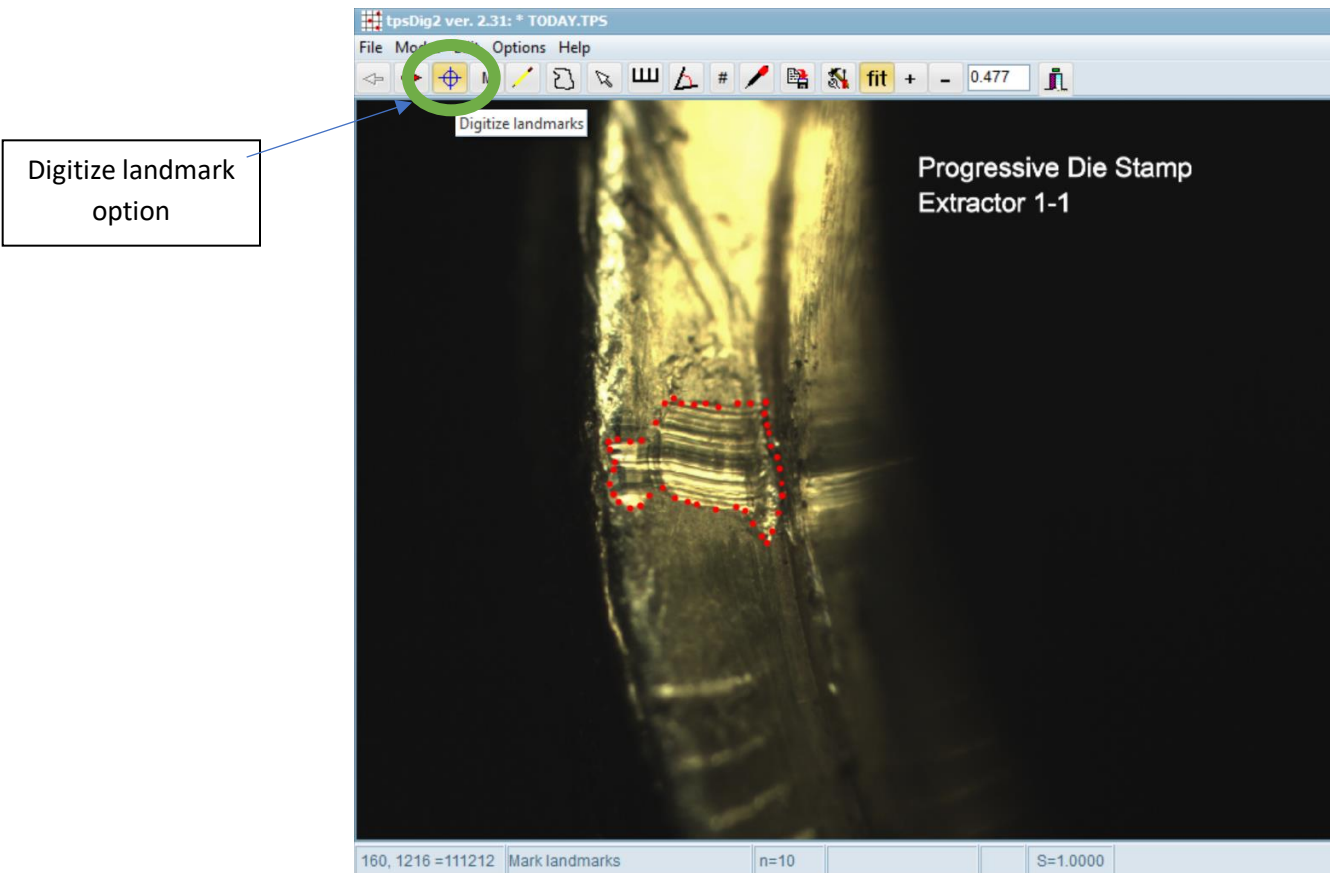 tpsDig2 ver. 2.31: * TODAY.TPS
File Options Help
M # fit + - 0.477
Digitize landmarks
Digitize landmark
option
Progressive Die Stamp
Extractor 1-1
160, 1216 =111212 Mark landmarks n=10 S=1.0000